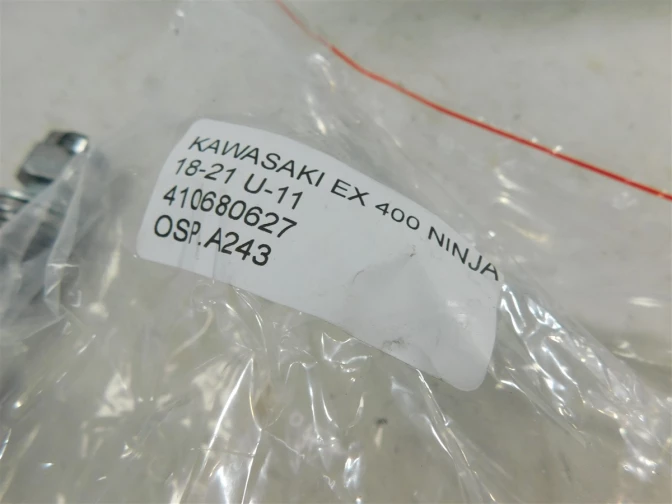 KAWASAKI EX 400 NINJA
18-21 U-11
410680627
OSP.A243